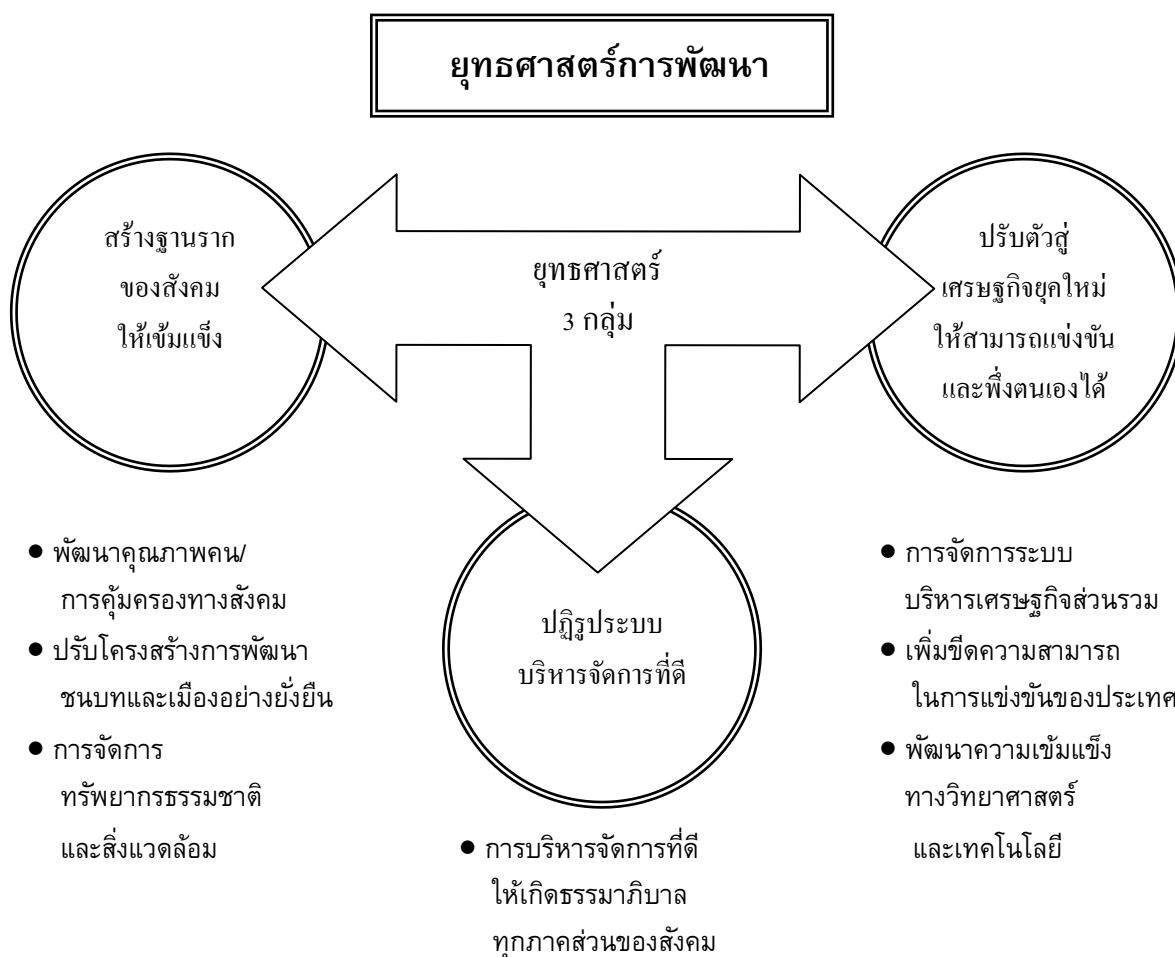 ยุทธศาสตร์การพัฒนา
สร้างฐานราก
ของสังคม
ให้เข้มแข็ง
ยุทธศาสตร์
3 กลุ่ม
ปรับตัวสู่
เศรษฐกิจยุคใหม่
ให้สามารถแข่งขัน
และพึ่งตนเองได้
● พัฒนาคุณภาพคน/
การคุ้มครองทางสังคม
● ปรับโครงสร้างการพัฒนา
ชนบทและเมืองอย่างยั่งยืน
● การจัดการ
ทรัพยากรธรรมชาติ
และสิ่งแวดล้อม
ปฏิรูประบบ
บริหารจัดการที่ดี
● การบริหารจัดการที่ดี
ให้เกิดธรรมาภิบาล
ทุกภาคส่วนของสังคม
● การจัดการระบบ
บริหารเศรษฐกิจส่วนรวม
● เพิ่มขีดความสามารถ
ในการแข่งขันของประเทศ
● พัฒนาความเข้มแข็ง
ทางวิทยาศาสตร์
และเทคโนโลยี